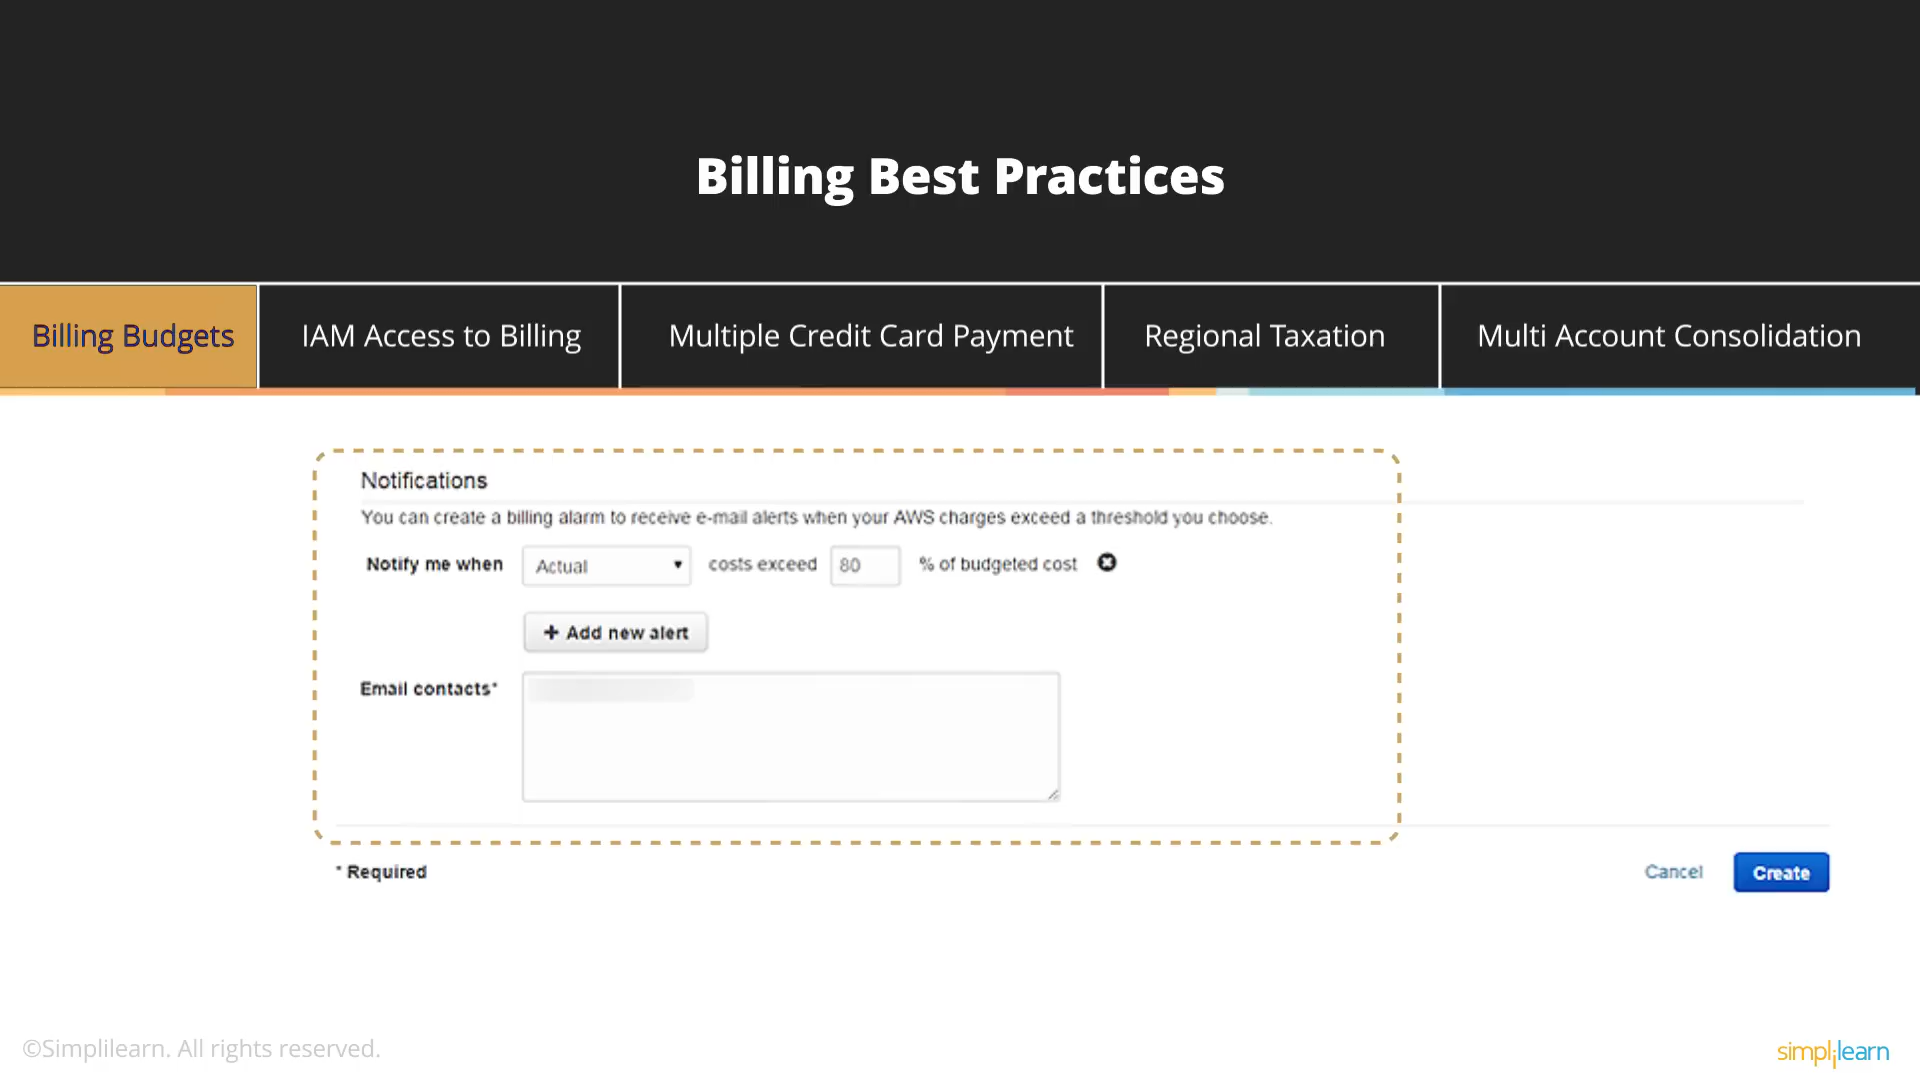 Billing Best Practices
Billing Budgets
IAM Access to Billing
Multiple Credit Card Payment
Regional Taxation
Multi Account Consolidation
Notifications
You can create a billing alarm to receive e-mail alerts when your AWS charges exceed a threshold you choose.
Notify me when Actual costs exceed 80 % of budgeted cost
+ Add new alert
Email contacts*
* Required
Cancel
Create
©Simplilearn. All rights reserved.
simplilearn